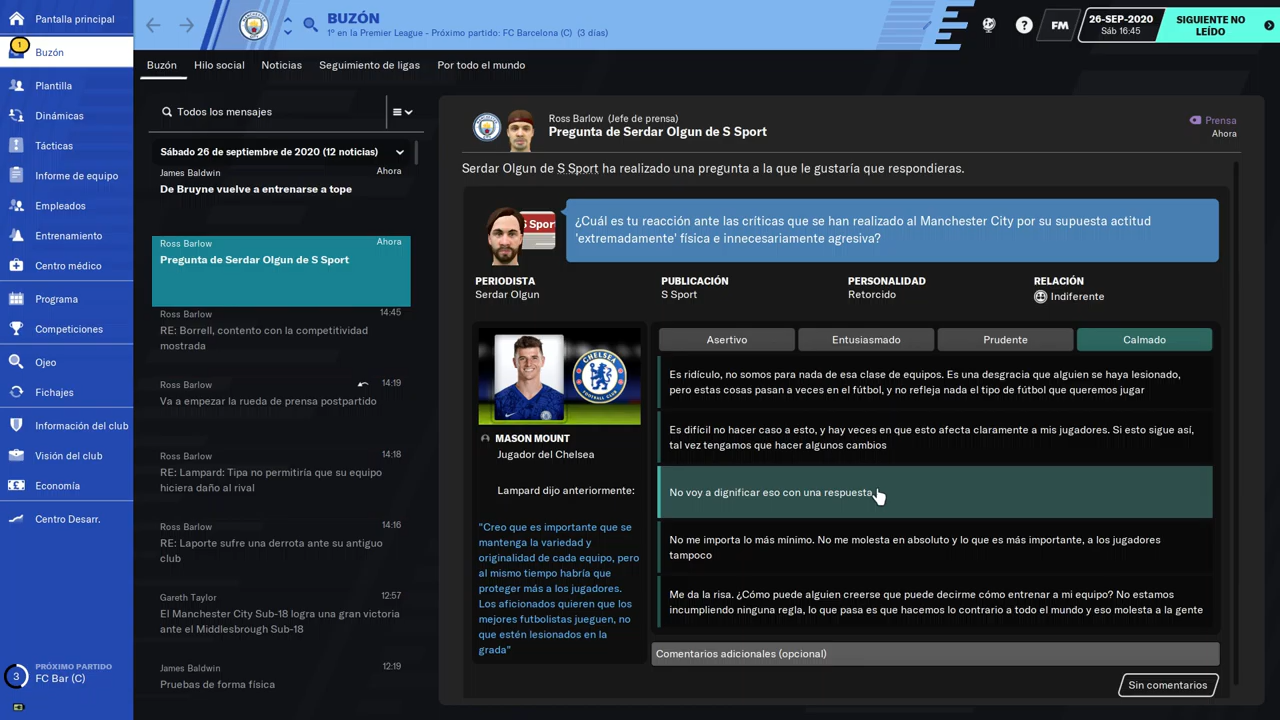 Pantalla principal
1
Buzón
Plantilla
Dinámicas
Tácticas
Informe de equipo
Empleados
Entrenamiento
Centro médico
Programa
Competiciones
Ojeo
Fichajes
Información del club
Visión del club
Economía
Centro Desarr.
3
PRÓXIMO PARTIDO
FC Bar (C)
BUZÓN
1º en la Premier League - Próximo partido: FC Barcelona (C) (3 días)
FM
26-SEP-2020
Sáb 16:45
SIGUIENTE NO LEÍDO
Buzón
Hilo social
Noticias
Seguimiento de ligas
Por todo el mundo
Todos los mensajes
Sábado 26 de septiembre de 2020 (12 noticias)
James Baldwin
Ahora
De Bruyne vuelve a entrenarse a tope
Ross Barlow
Ahora
Pregunta de Serdar Olgun de S Sport
Ross Barlow
14:45
RE: Borrell, contento con la competitividad
mostrada
Ross Barlow
14:19
Va a empezar la rueda de prensa postpartido
Ross Barlow
14:18
RE: Lampard: Tipa no permitiría que su equipo
hiciera daño al rival
Ross Barlow
14:16
RE: Laporte sufre una derrota ante su antiguo
club
Gareth Taylor
12:57
El Manchester City Sub-18 logra una gran victoria
ante el Middlesbrough Sub-18
James Baldwin
12:19
Pruebas de forma física
Ross Barlow (Jefe de prensa)
Pregunta de Serdar Olgun de S Sport
Prensa
Ahora
Serdar Olgun de S Sport ha realizado una pregunta a la que le gustaría que respondieras.
S Spor
¿Cuál es tu reacción ante las críticas que se han realizado al Manchester City por su supuesta actitud
'extremadamente' física e innecesariamente agresiva?
PERIODISTA
Serdar Olgun
PUBLICACIÓN
S Sport
PERSONALIDAD
Retorcido
RELACIÓN
Indiferente
MASON MOUNT
Jugador del Chelsea
Lampard dijo anteriormente:
"Creo que es importante que se
mantenga la variedad y
originalidad de cada equipo, pero
al mismo tiempo habría que
proteger más a los jugadores.
Los aficionados quieren que los
mejores futbolistas jueguen, no
que estén lesionados en la
grada"
Asertivo
Entusiasmado
Prudente
Calmado
Es ridículo, no somos para nada de esa clase de equipos. Es una desgracia que alguien se haya lesionado,
pero estas cosas pasan a veces en el fútbol, y no refleja nada el tipo de fútbol que queremos jugar
Es difícil no hacer caso a esto, y hay veces en que esto afecta claramente a mis jugadores. Si esto sigue así,
tal vez tengamos que hacer algunos cambios
No voy a dignificar eso con una respuesta
No me importa lo más mínimo. No me molesta en absoluto y lo que es más importante, a los jugadores
tampoco
Me da la risa. ¿Cómo puede alguien creerse que puede decirme cómo entrenar a mi equipo? No estamos
incumpliendo ninguna regla, lo que pasa es que hacemos lo contrario a todo el mundo y eso molesta a la gente
Comentarios adicionales (opcional)
Sin comentarios